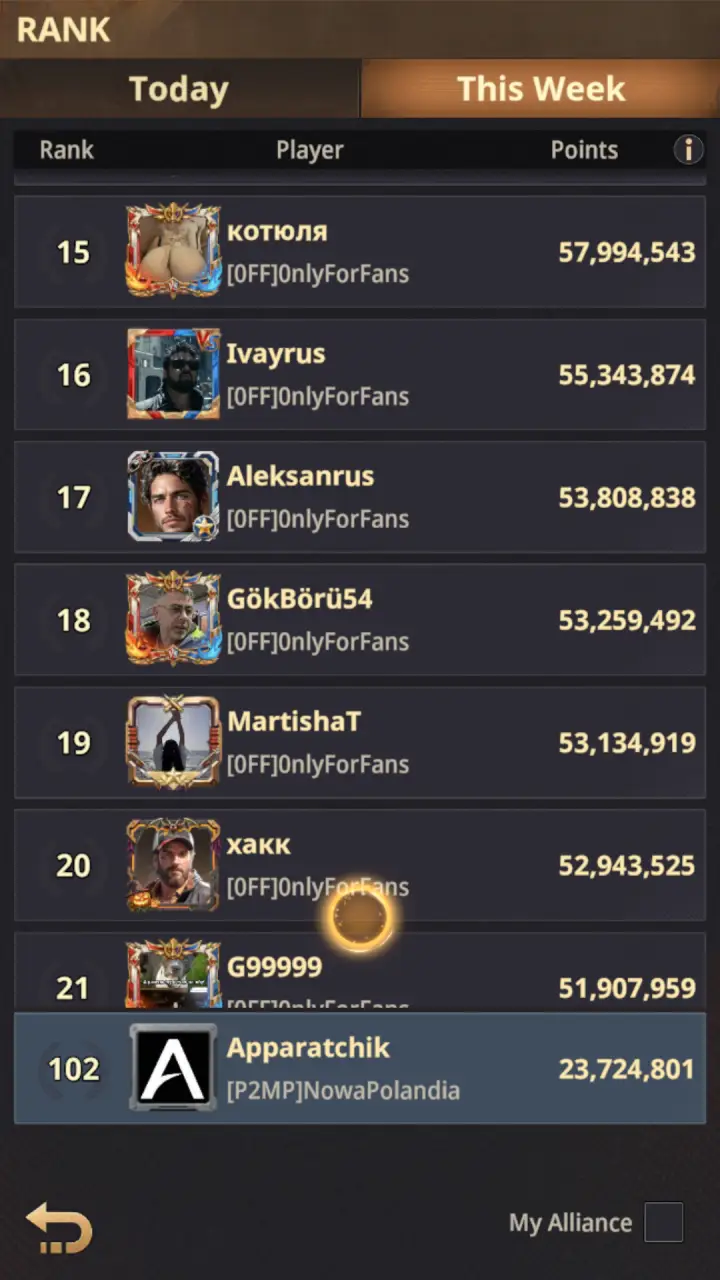 RANK
Today
This Week
Rank Player Points i
15 котюля 57,994,543
[0FF]0nlyForFans
16 Ivayrus 55,343,874
[0FF]0nlyForFans
17 Aleksanrus 53,808,838
[0FF]0nlyForFans
18 GökBörü54 53,259,492
[0FF]0nlyForFans
19 MartishaT 53,134,919
[0FF]0nlyForFans
20 хакк 52,943,525
[0FF]0nlyForFans
21 G99999 51,907,959
[0FF]0nlyForFans
102 Apparatchik 23,724,801
[P2MP]NowaPolandia
My Alliance